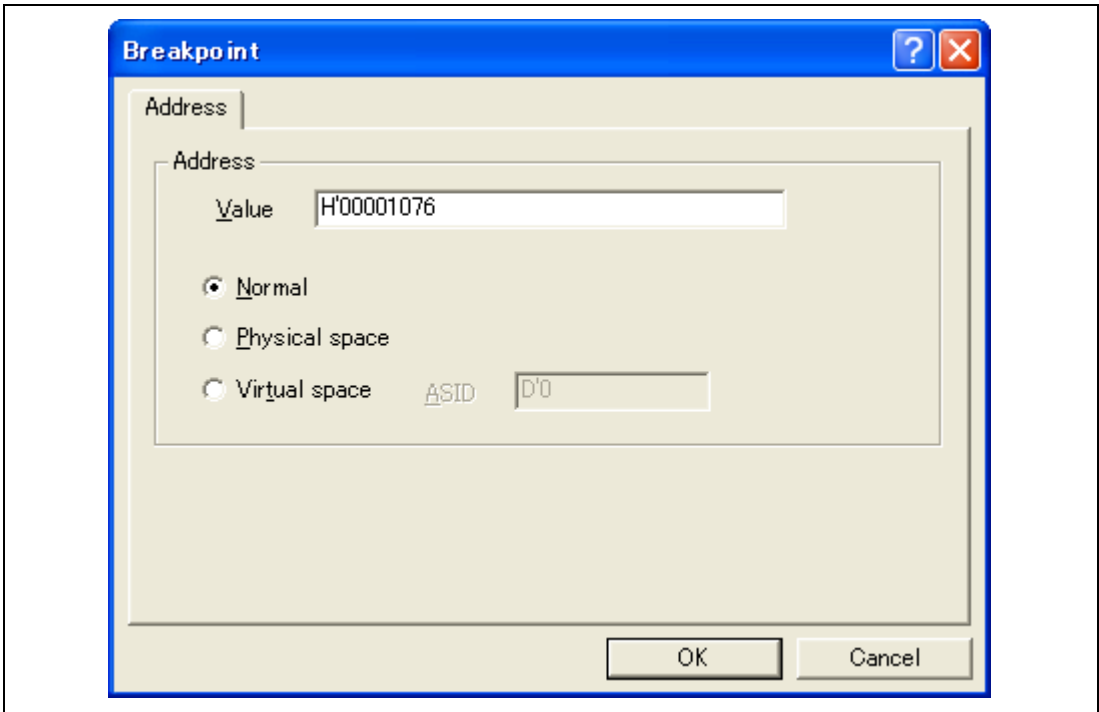 Breakpoint
Address
Address
Value H'00001076
Normal
Physical space
Virtual space ASID D'0
OK Cancel